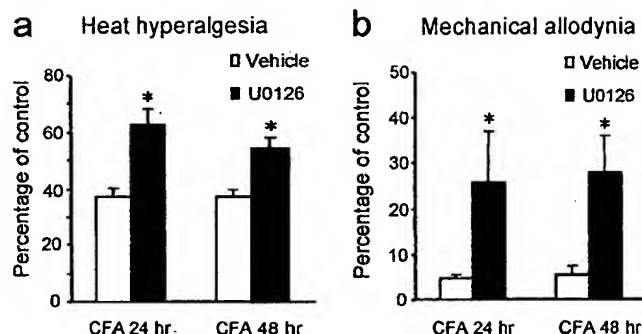 a Heat hyperalgesia
Vehicle
U0126
Percentage of control
80
60
40
20
0
*
*
CFA 24 hr
CFA 48 hr
b Mechanical allodynia
Vehicle
U0126
Percentage of control
50
40
30
20
10
0
*
*
CFA 24 hr
CFA 48 hr